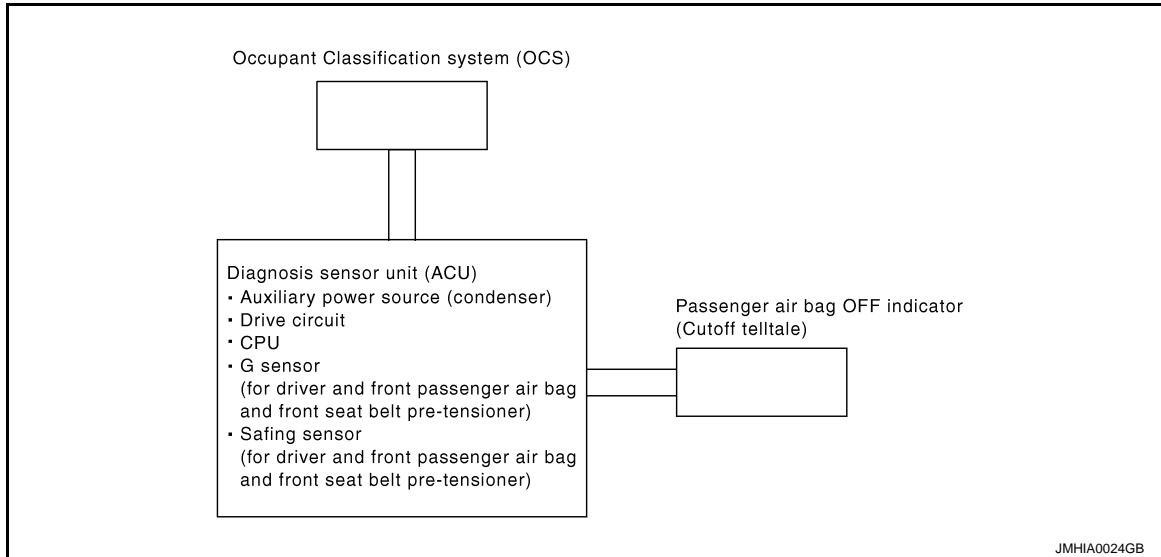 Occupant Classification system (OCS)
Diagnosis sensor unit (ACU)
· Auxiliary power source (condenser)
· Drive circuit
· CPU
· G sensor
(for driver and front passenger air bag
and front seat belt pre-tensioner)
· Safing sensor
(for driver and front passenger air bag
and front seat belt pre-tensioner)
Passenger air bag OFF indicator
(Cutoff telltale)
JMHIA0024GB